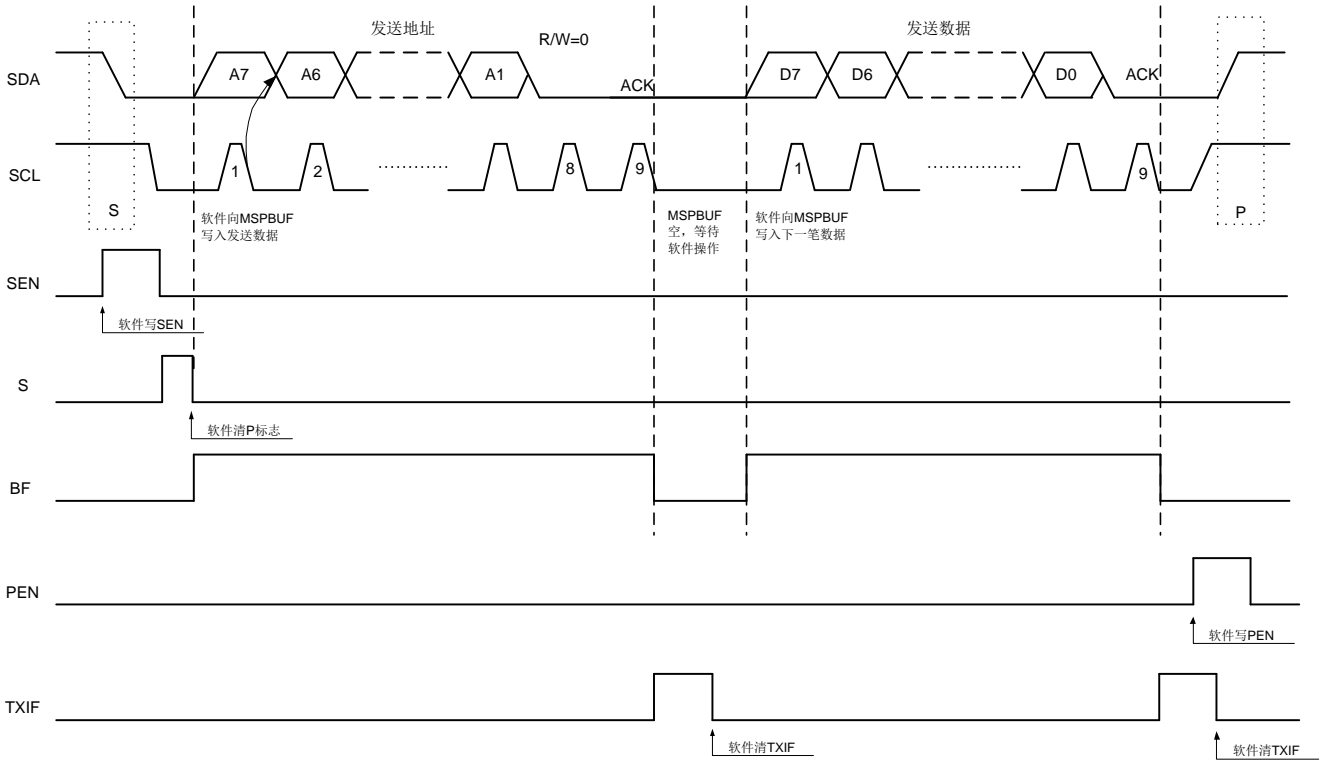 发送地址
R/W=0
发送数据
SDA
A7
A6
A1
ACK
D7
D6
D0
ACK
SCL
1
2
8
9
1
9
S
P
软件向MSPBUF
写入发送数据
MSPBUF
空，等待
软件操作
软件向MSPBUF
写入下一笔数据
SEN
软件写SEN
S
软件清P标志
BF
PEN
软件写PEN
TXIF
软件清TXIF
软件清TXIF